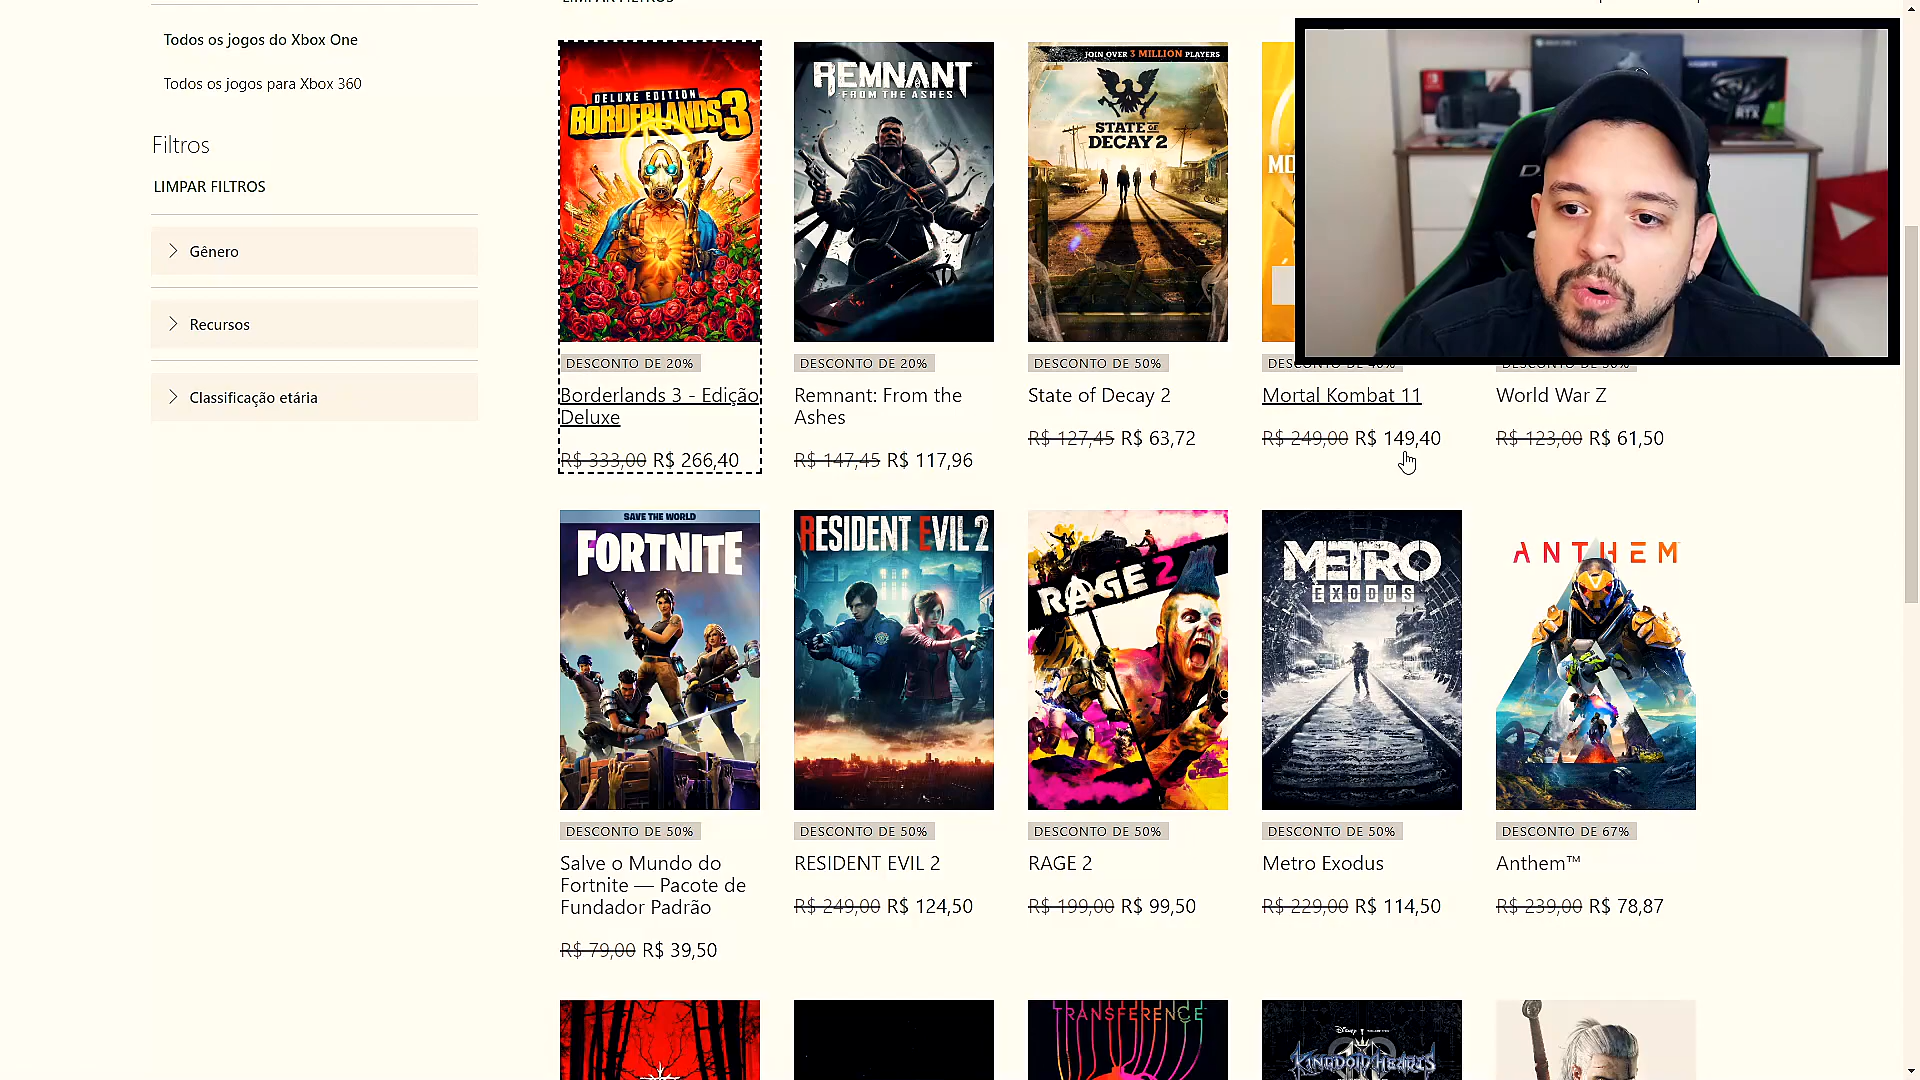 Todos os jogos do Xbox One
Todos os jogos para Xbox 360
Filtros
LIMPAR FILTROS
Gênero
Recursos
Classificação etária
DELUXE EDITION
BORDERLANDS 3
DESCONTO DE 20%
Borderlands 3 - Edição
Deluxe
R$ 333,00 R$ 266,40
REMNANT
FROM THE ASHES
DESCONTO DE 20%
Remnant: From the
Ashes
R$ 147,45 R$ 117,96
JOIN OVER 3 MILLION PLAYERS
STATE OF
DECAY 2
DESCONTO DE 50%
State of Decay 2
R$ 127,45 R$ 63,72
MO
Mortal Kombat 11
R$ 249,00 R$ 149,40
World War Z
R$ 123,00 R$ 61,50
RTX
SAVE THE WORLD
FORTNITE
DESCONTO DE 50%
Salve o Mundo do
Fortnite — Pacote de
Fundador Padrão
R$ 79,00 R$ 39,50
RESIDENT EVIL 2
DESCONTO DE 50%
RESIDENT EVIL 2
R$ 249,00 R$ 124,50
RAGE 2
DESCONTO DE 50%
RAGE 2
R$ 199,00 R$ 99,50
METRO
EXODUS
DESCONTO DE 50%
Metro Exodus
R$ 229,00 R$ 114,50
ANTHEM
DESCONTO DE 67%
Anthem™
R$ 239,00 R$ 78,87
TRANSFERENCE
Disney
KINGDOM HEARTS